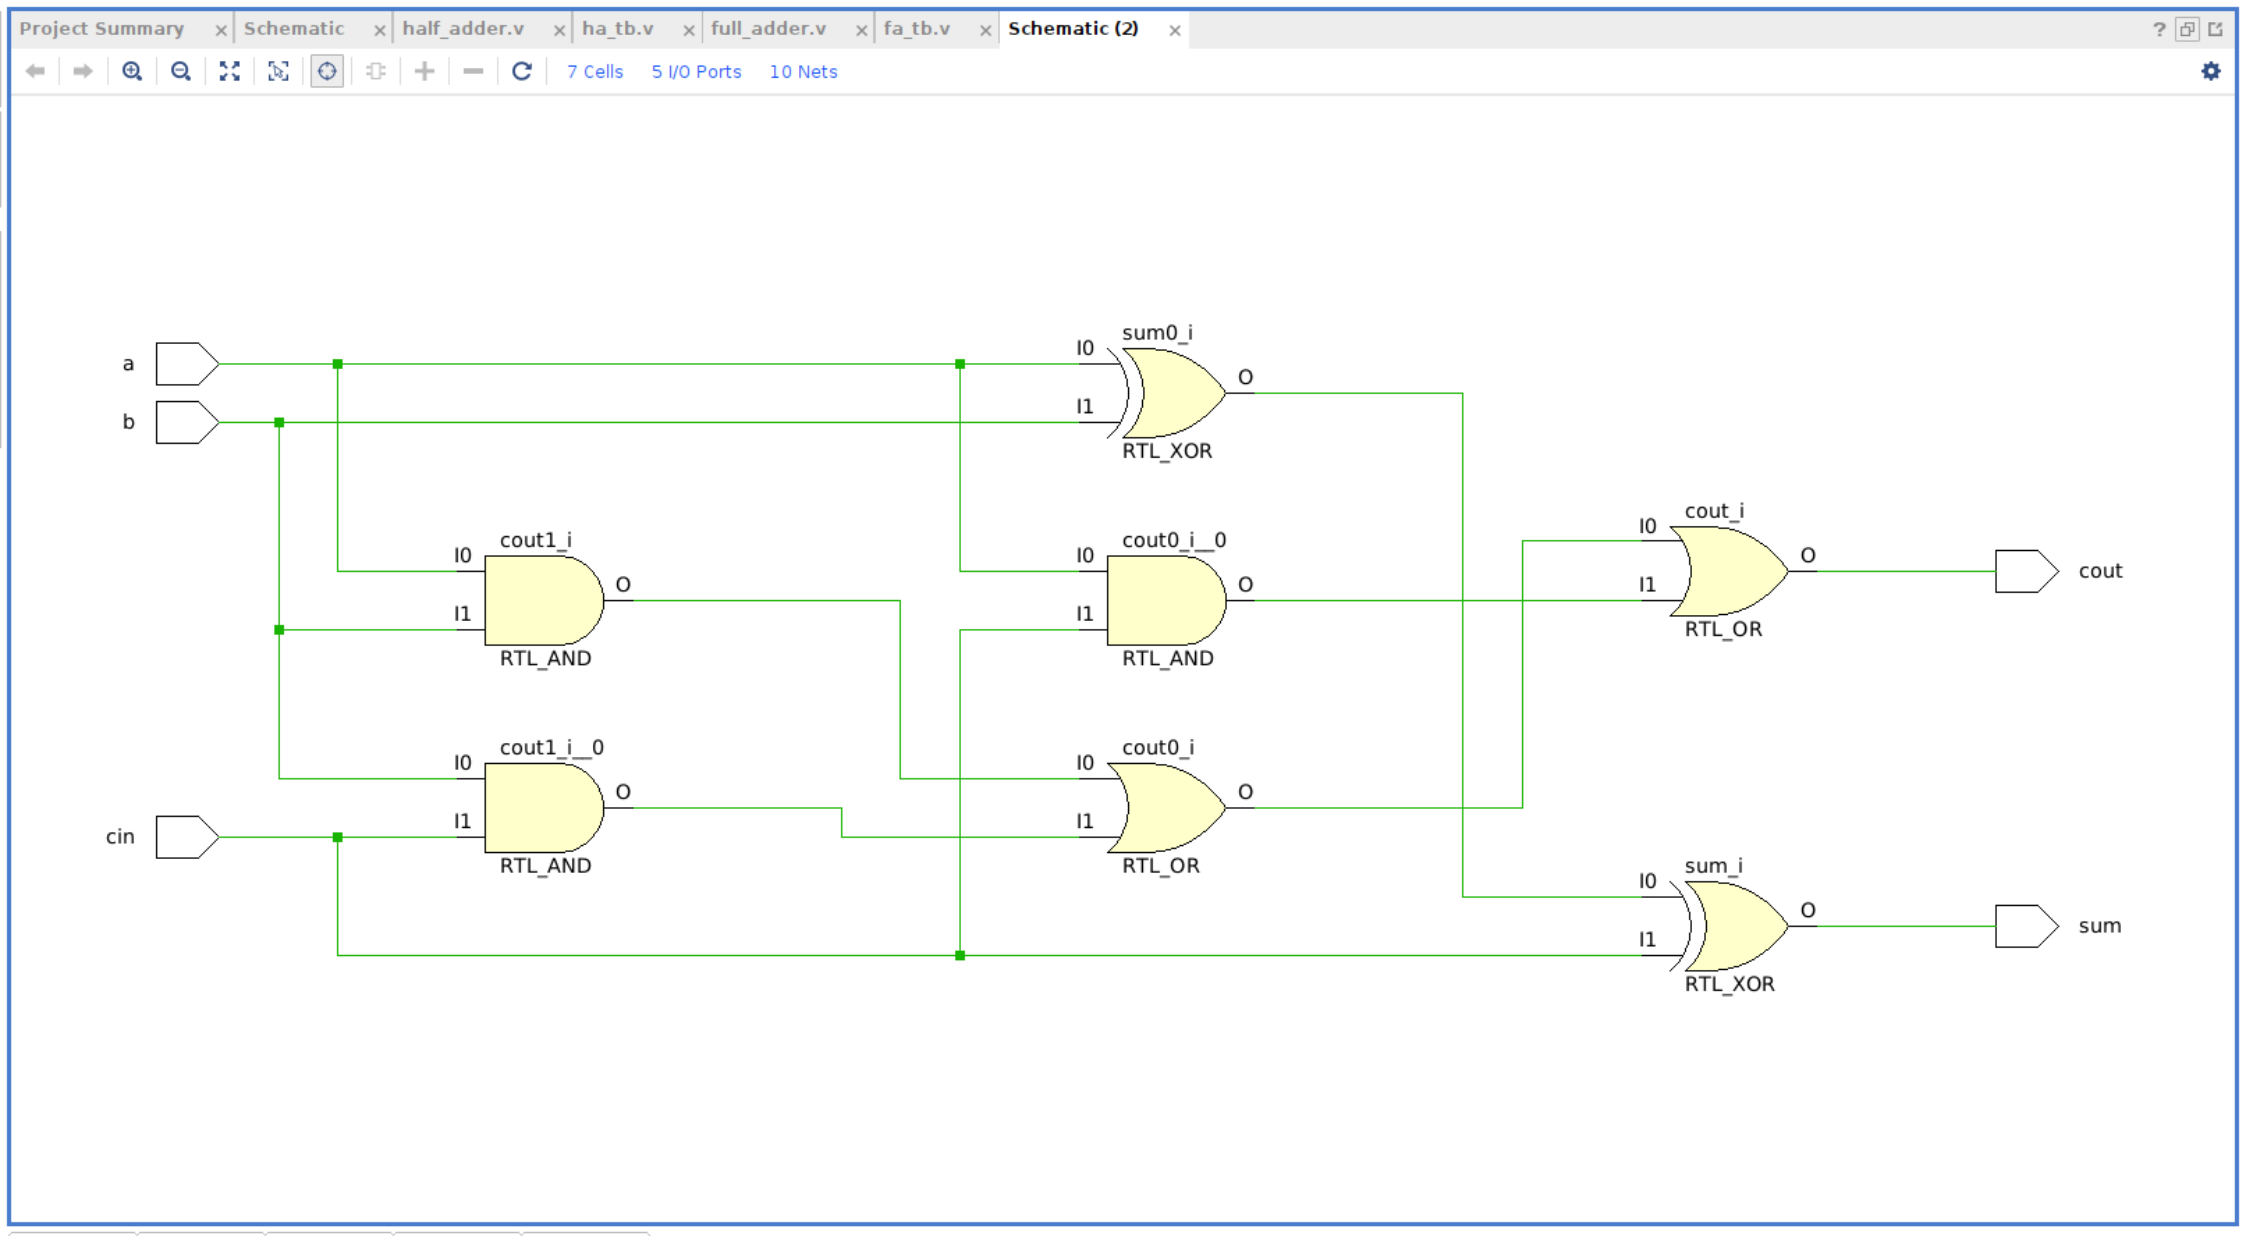 Project Summary × Schematic × half_adder.v × ha_tb.v × full_adder.v × fa_tb.v × Schematic (2) × ?
7 Cells 5 I/O Ports 10 Nets
sum0_i
a I0 O
b I1
RTL_XOR
cout_i
I0 O cout
I1
RTL_OR
cout1_i cout0_i__0
I0 O I0 O
I1 I1
RTL_AND RTL_AND
cout1_i__0 cout0_i
I0 O I0 O
cin I1 I1
RTL_AND RTL_OR
sum_i
I0 O sum
I1
RTL_XOR